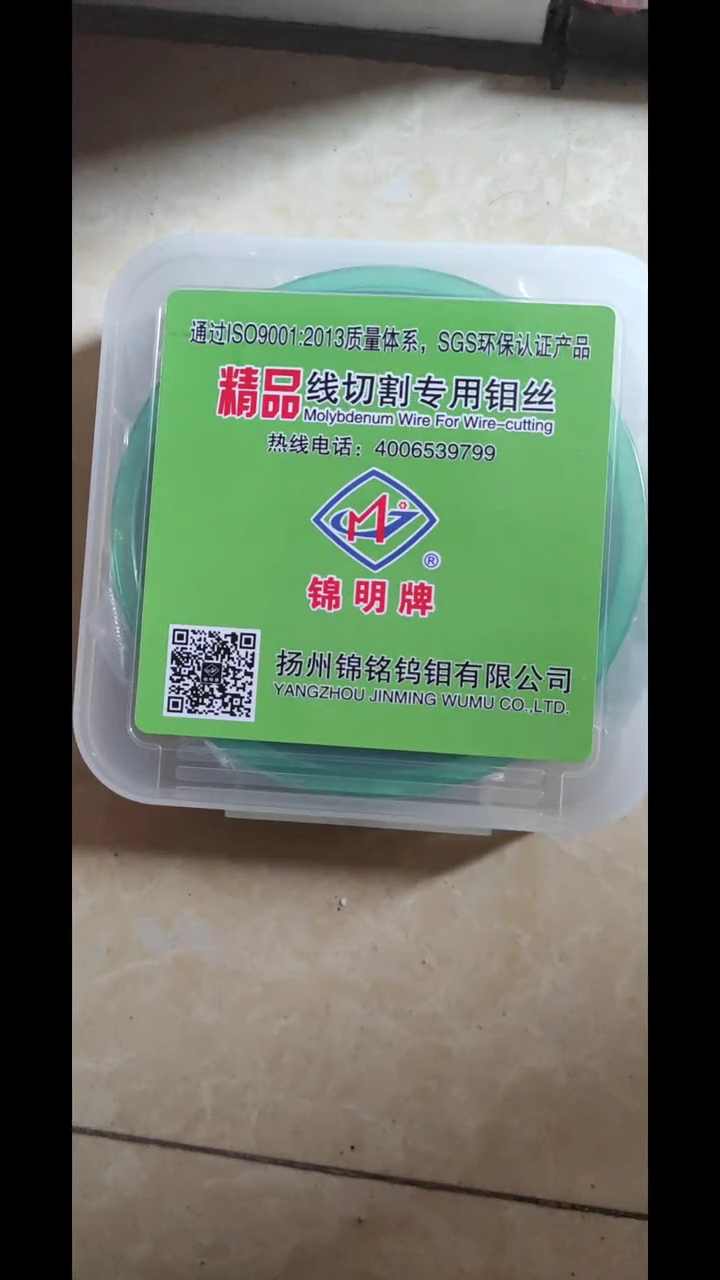 通过ISO9001:2013质量体系，SGS环保认证产品
精品线切割专用钼丝
Molybdenum Wire For Wire-cutting
热线电话：4006539799
®
锦明牌
扬州锦铭钨钼有限公司
YANGZHOU JINMING WUMU CO.,LTD.